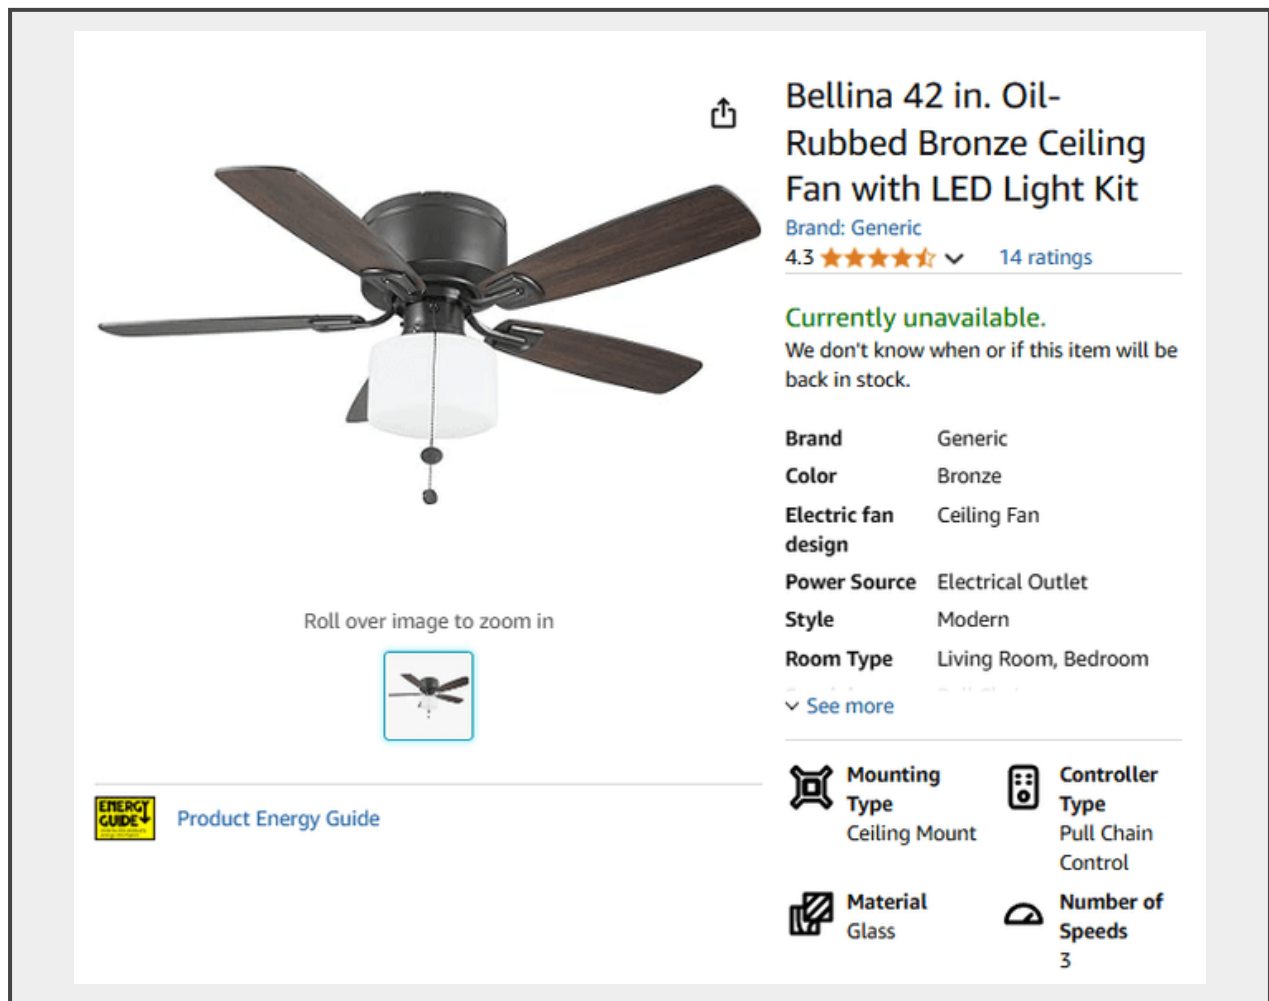 Bellina 42 in. Oil-
Rubbed Bronze Ceiling
Fan with LED Light Kit
Brand: Generic
4.3 14 ratings
Currently unavailable.
We don't know when or if this item will be
back in stock.
Brand Generic
Color Bronze
Electric fan Ceiling Fan
design
Power Source Electrical Outlet
Style Modern
Room Type Living Room, Bedroom
See more
Roll over image to zoom in
ENERGY
GUIDE
Product Energy Guide
Mounting
Type
Ceiling Mount
Controller
Type
Pull Chain
Control
Material
Glass
Number of
Speeds
3